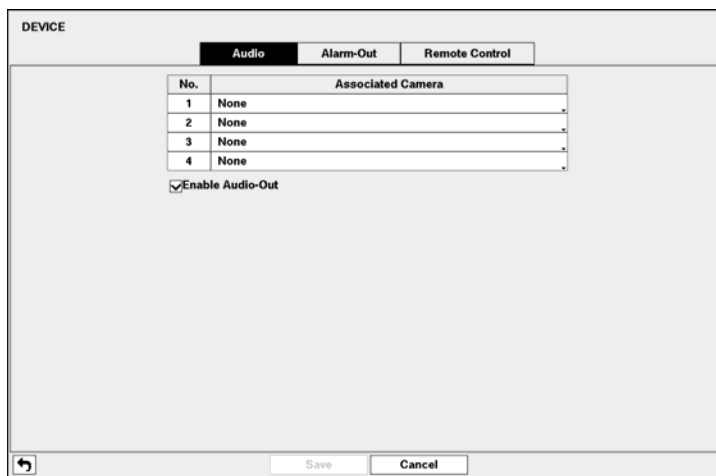 DEVICE
Audio Alarm-Out Remote Control
No. Associated Camera
1 None
2 None
3 None
4 None
Enable Audio-Out
Save Cancel